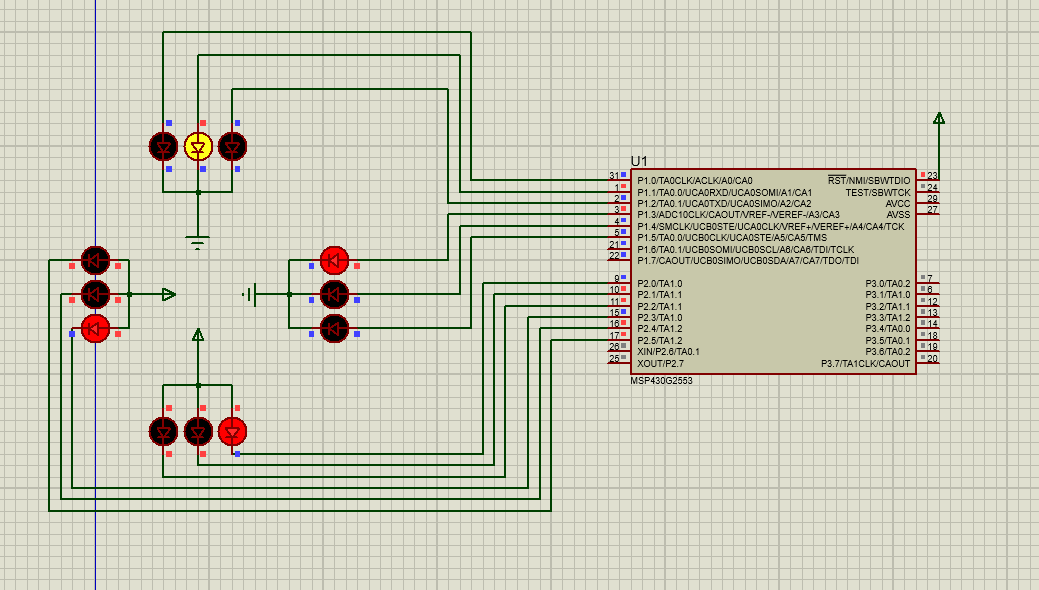 U1
31 P1.0/TA0CLK/ACLK/A0/CA0 RST/NMI/SBWTDIO 23
1 P1.1/TA0.0/UCA0RXD/UCA0SOMI/A1/CA1 TEST/SBWTCK 24
2 P1.2/TA0.1/UCA0TXD/UCA0SIMO/A2/CA2 AVCC 29
3 P1.3/ADC10CLK/CAOUT/VREF-/VEREF-/A3/CA3 AVSS 27
4 P1.4/SMCLK/UCB0STE/UCA0CLK/VREF+/VEREF+/A4/CA4/TCK
5 P1.5/TA0.0/UCB0CLK/UCA0STE/A5/CA5/TMS
21 P1.6/TA0.1/UCB0SOMI/UCB0SCL/A6/CA6/TDI/TCLK
22 P1.7/CAOUT/UCB0SIMO/UCB0SDA/A7/CA7/TDO/TDI
9 P2.0/TA1.0 P3.0/TA0.2 7
10 P2.1/TA1.1 P3.1/TA1.0 6
11 P2.2/TA1.1 P3.2/TA1.1 12
15 P2.3/TA1.0 P3.3/TA1.2 13
16 P2.4/TA1.2 P3.4/TA0.0 14
17 P2.5/TA1.2 P3.5/TA0.1 18
26 XIN/P2.6/TA0.1 P3.6/TA0.2 19
25 XOUT/P2.7 P3.7/TA1CLK/CAOUT 20
MSP430G2553